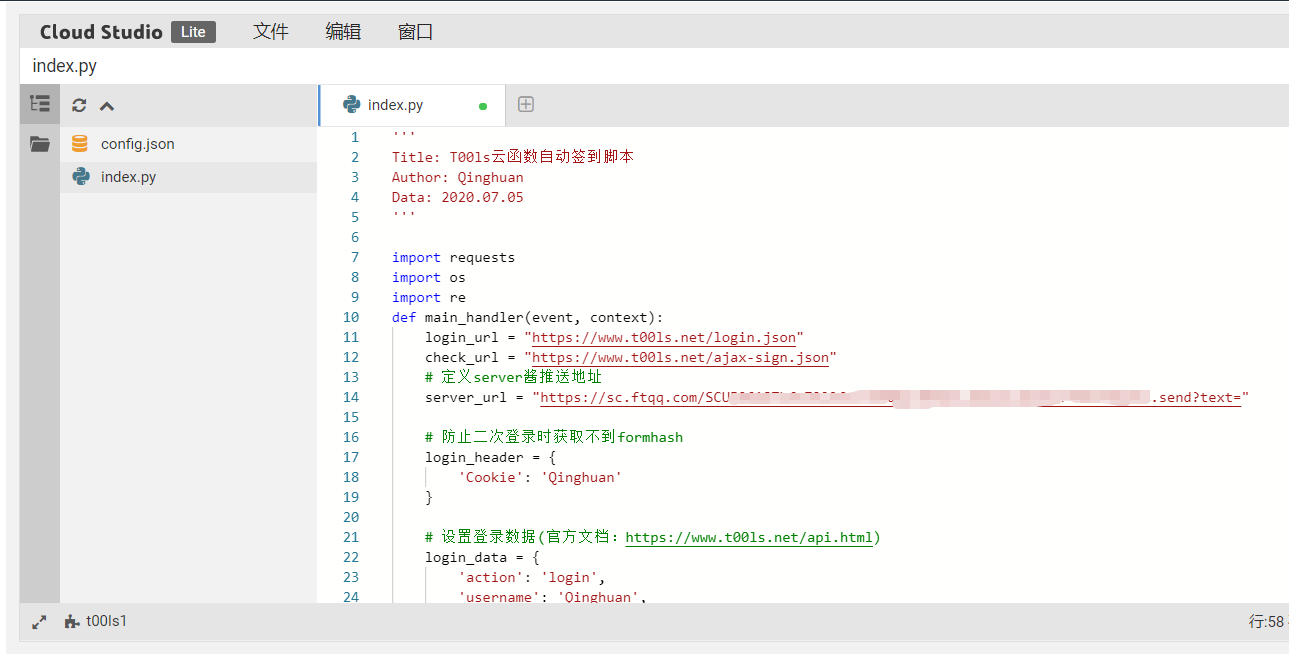 Cloud Studio Lite 文件 编辑 窗口
index.py
index.py
config.json
index.py
1 '''
2 Title: T00ls云函数自动签到脚本
3 Author: Qinghuan
4 Data: 2020.07.05
5 '''
6
7 import requests
8 import os
9 import re
10 def main_handler(event, context):
11 login_url = "https://www.t00ls.net/login.json"
12 check_url = "https://www.t00ls.net/ajax-sign.json"
13 # 定义server酱推送地址
14 server_url = "https://sc.ftqq.com/SCU .send?text="
15
16 # 防止二次登录时获取不到formhash
17 login_header = {
18 'Cookie': 'Qinghuan'
19 }
20
21 # 设置登录数据(官方文档：https://www.t00ls.net/api.html)
22 login_data = {
23 'action': 'login',
24 'username': 'Qinghuan',
t00ls1
行:58